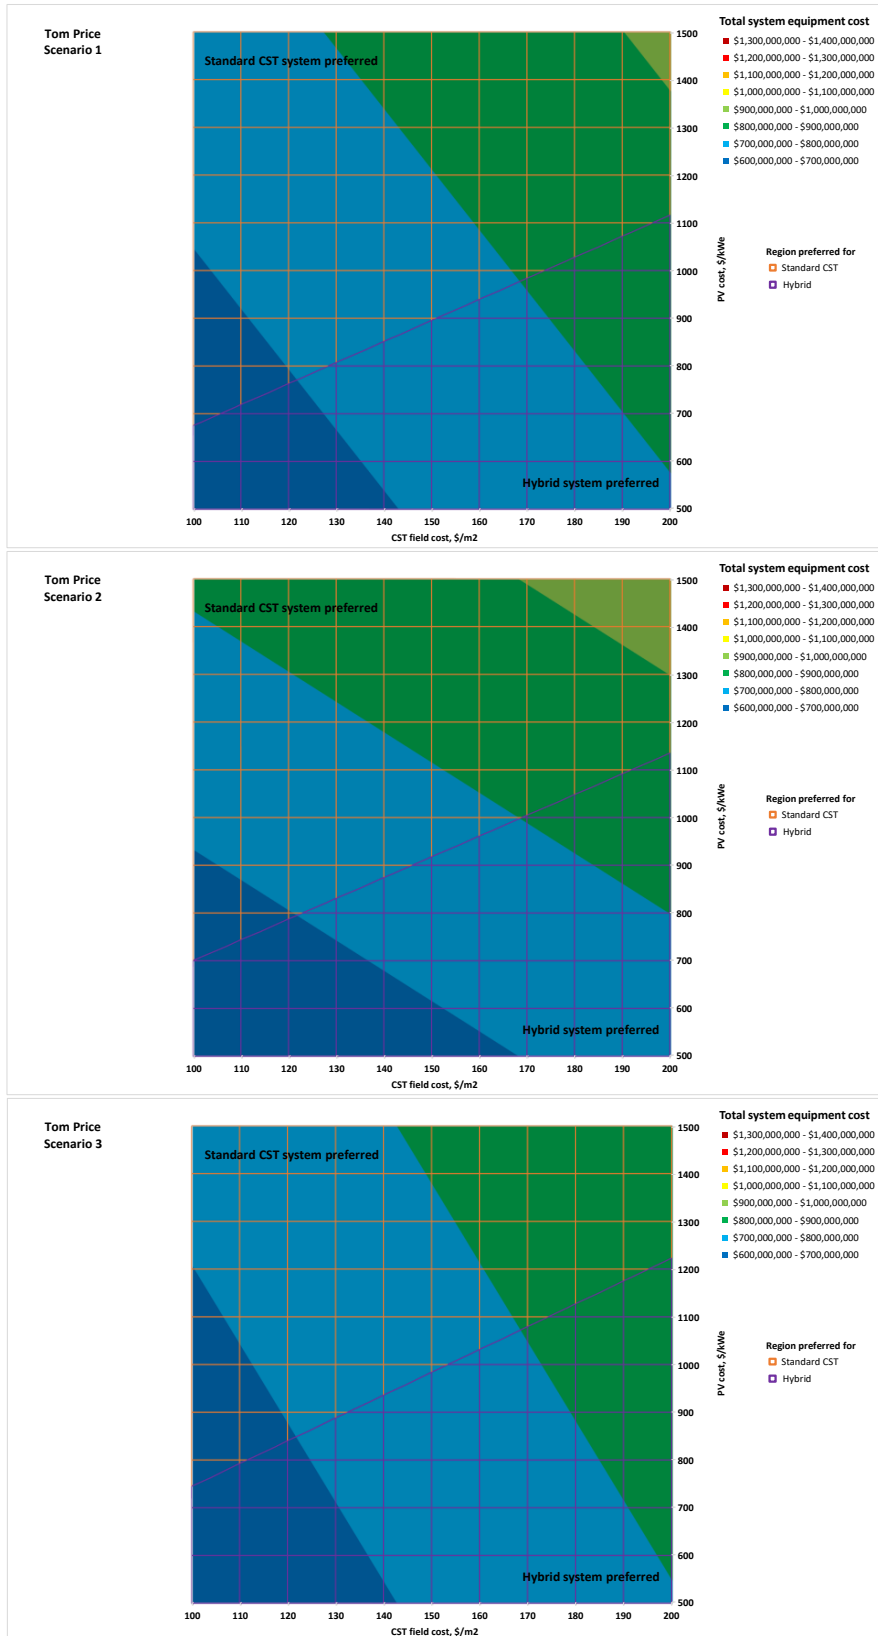 Tom Price
Scenario 1
Standard CST system preferred
Hybrid system preferred
1500
1400
1300
1200
1100
1000
900
800
700
600
500
PV cost, $/kWe
100 110 120 130 140 150 160 170 180 190 200
CST field cost, $/m2
Total system equipment cost
$1,300,000,000 - $1,400,000,000
$1,200,000,000 - $1,300,000,000
$1,100,000,000 - $1,200,000,000
$1,000,000,000 - $1,100,000,000
$900,000,000 - $1,000,000,000
$800,000,000 - $900,000,000
$700,000,000 - $800,000,000
$600,000,000 - $700,000,000
Region preferred for
Standard CST
Hybrid
Tom Price
Scenario 2
Standard CST system preferred
Hybrid system preferred
1500
1400
1300
1200
1100
1000
900
800
700
600
500
PV cost, $/kWe
100 110 120 130 140 150 160 170 180 190 200
CST field cost, $/m2
Total system equipment cost
$1,300,000,000 - $1,400,000,000
$1,200,000,000 - $1,300,000,000
$1,100,000,000 - $1,200,000,000
$1,000,000,000 - $1,100,000,000
$900,000,000 - $1,000,000,000
$800,000,000 - $900,000,000
$700,000,000 - $800,000,000
$600,000,000 - $700,000,000
Region preferred for
Standard CST
Hybrid
Tom Price
Scenario 3
Standard CST system preferred
Hybrid system preferred
1500
1400
1300
1200
1100
1000
900
800
700
600
500
PV cost, $/kWe
100 110 120 130 140 150 160 170 180 190 200
CST field cost, $/m2
Total system equipment cost
$1,300,000,000 - $1,400,000,000
$1,200,000,000 - $1,300,000,000
$1,100,000,000 - $1,200,000,000
$1,000,000,000 - $1,100,000,000
$900,000,000 - $1,000,000,000
$800,000,000 - $900,000,000
$700,000,000 - $800,000,000
$600,000,000 - $700,000,000
Region preferred for
Standard CST
Hybrid